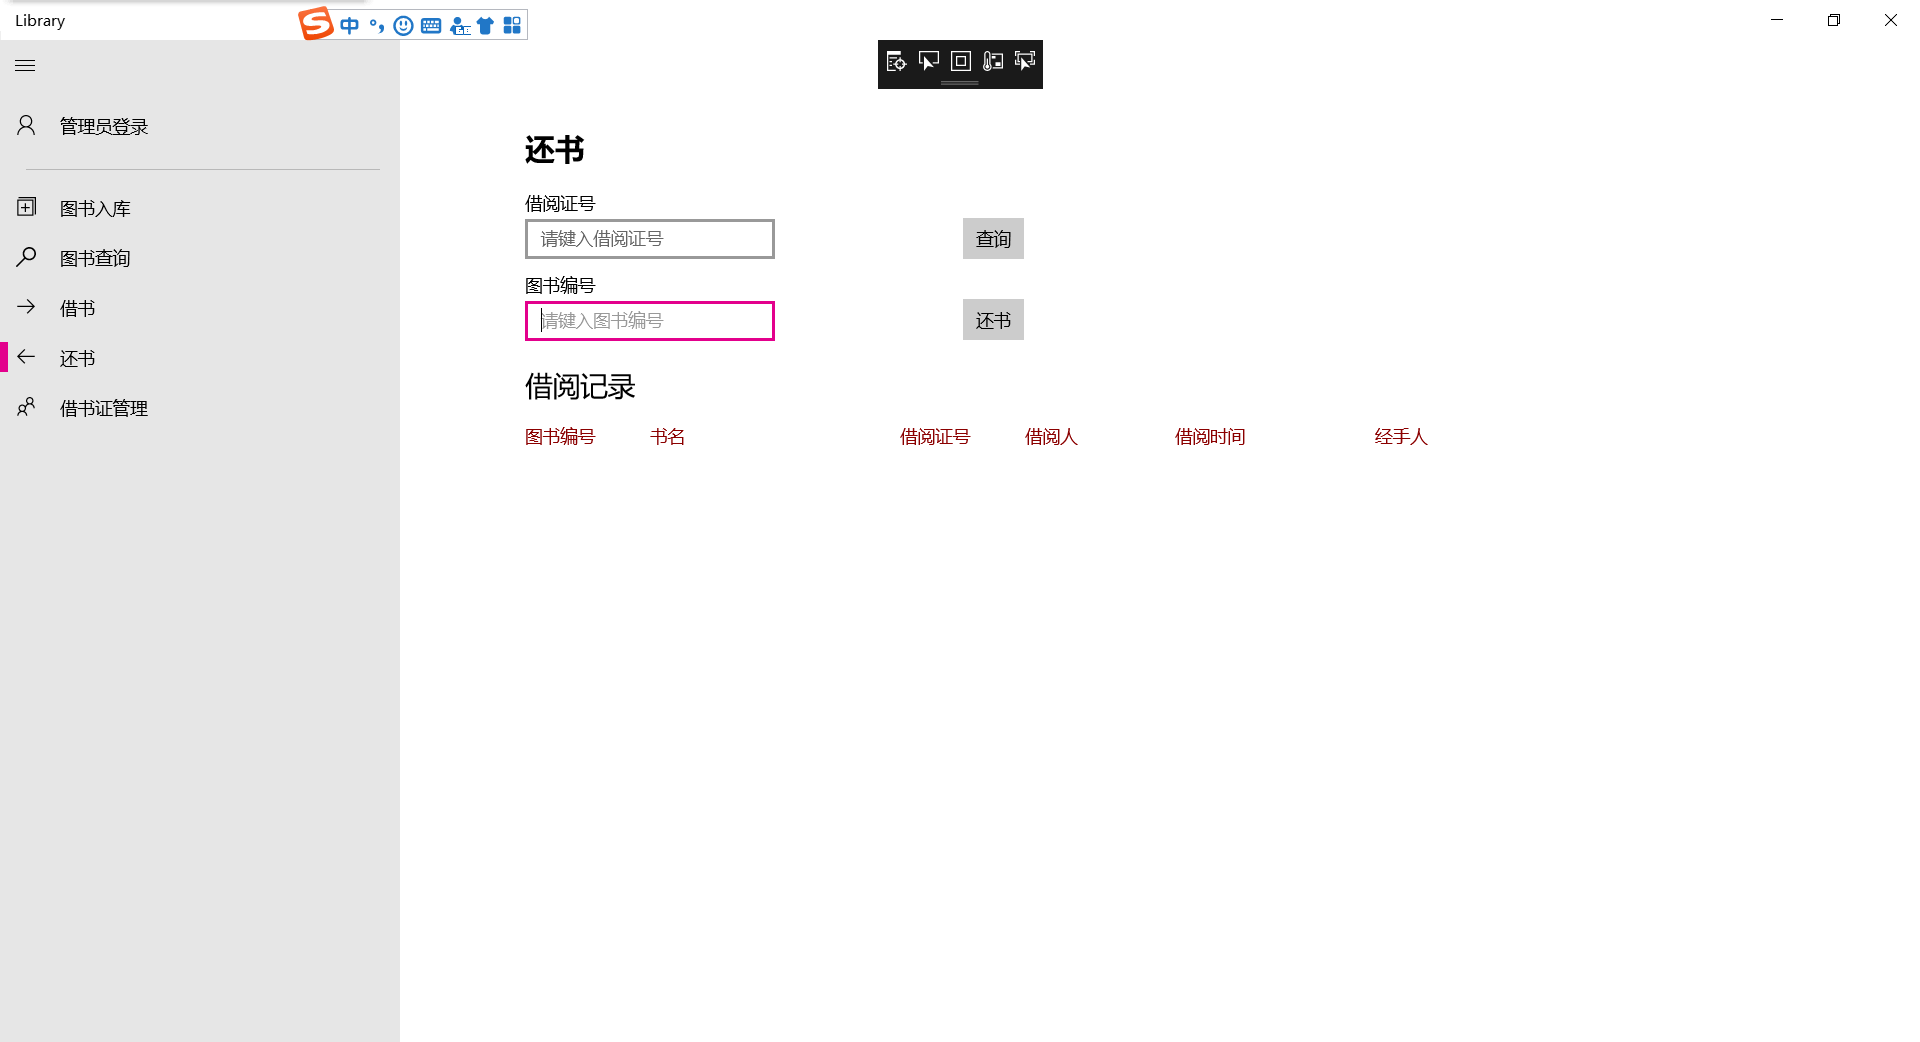 Library
中
管理员登录
图书入库
图书查询
借书
还书
借书证管理
还书
借阅证号
请键入借阅证号
查询
图书编号
请键入图书编号
还书
借阅记录
图书编号 书名 借阅证号 借阅人 借阅时间 经手人